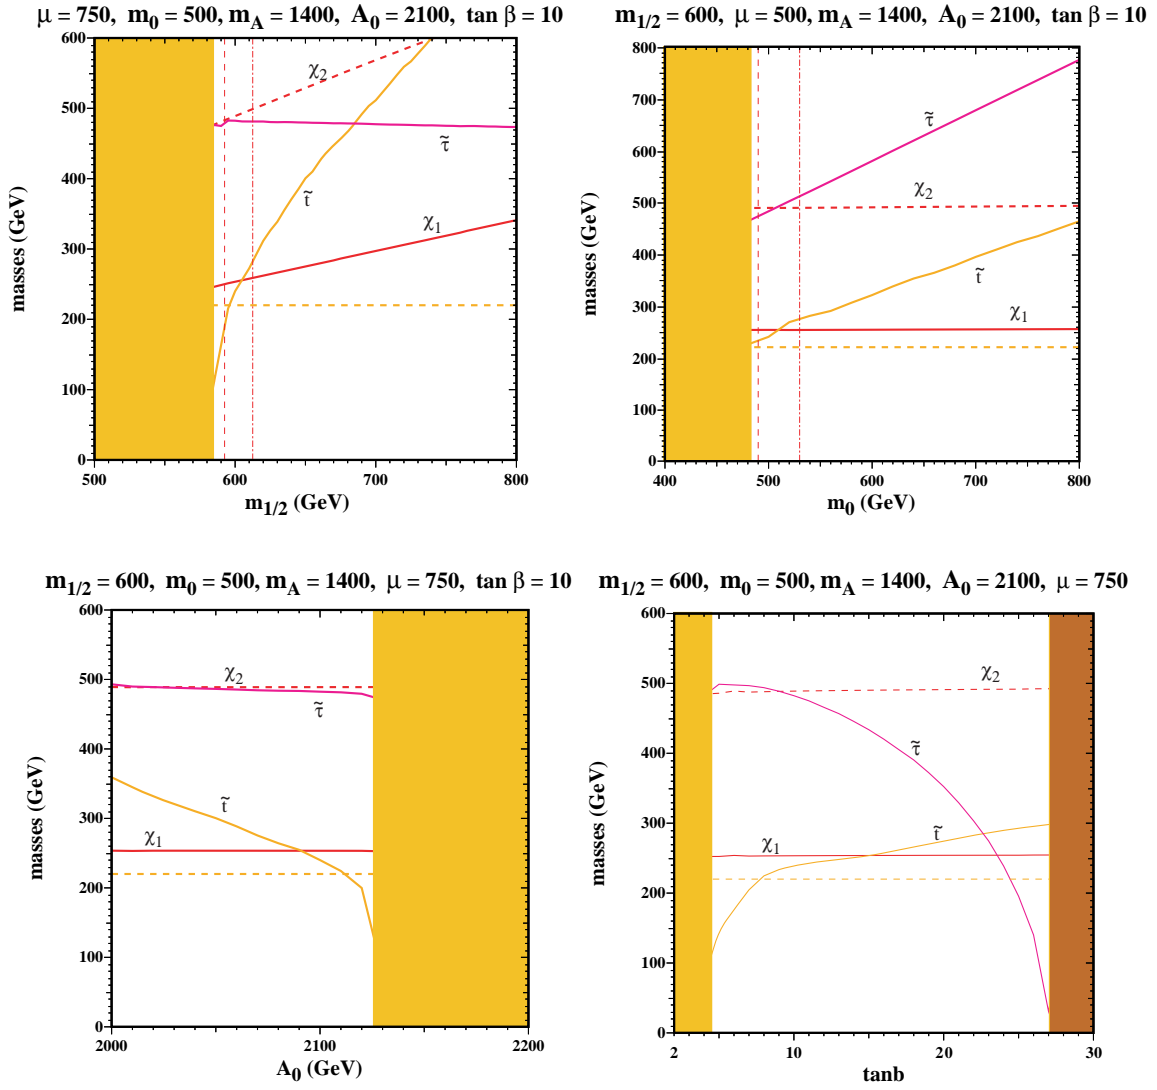 μ = 750, m0 = 500, mA = 1400, A0 = 2100, tan β = 10
600
500
400
300
200
100
0
masses (GeV)
χ2
τ̃
t̃
χ1
500
600
700
800
m1/2 (GeV)
m1/2 = 600, μ = 500, mA = 1400, A0 = 2100, tan β = 10
800
700
600
500
400
300
200
100
0
masses (GeV)
τ̃
χ2
t̃
χ1
400
500
600
700
800
m0 (GeV)
m1/2 = 600, m0 = 500, mA = 1400, μ = 750, tan β = 10
600
500
400
300
200
100
0
masses (GeV)
χ2
τ̃
t̃
χ1
2000
2100
2200
A0 (GeV)
m1/2 = 600, m0 = 500, mA = 1400, A0 = 2100, μ = 750
600
500
400
300
200
100
0
masses (GeV)
χ2
τ̃
t̃
χ1
2
10
20
30
tanb